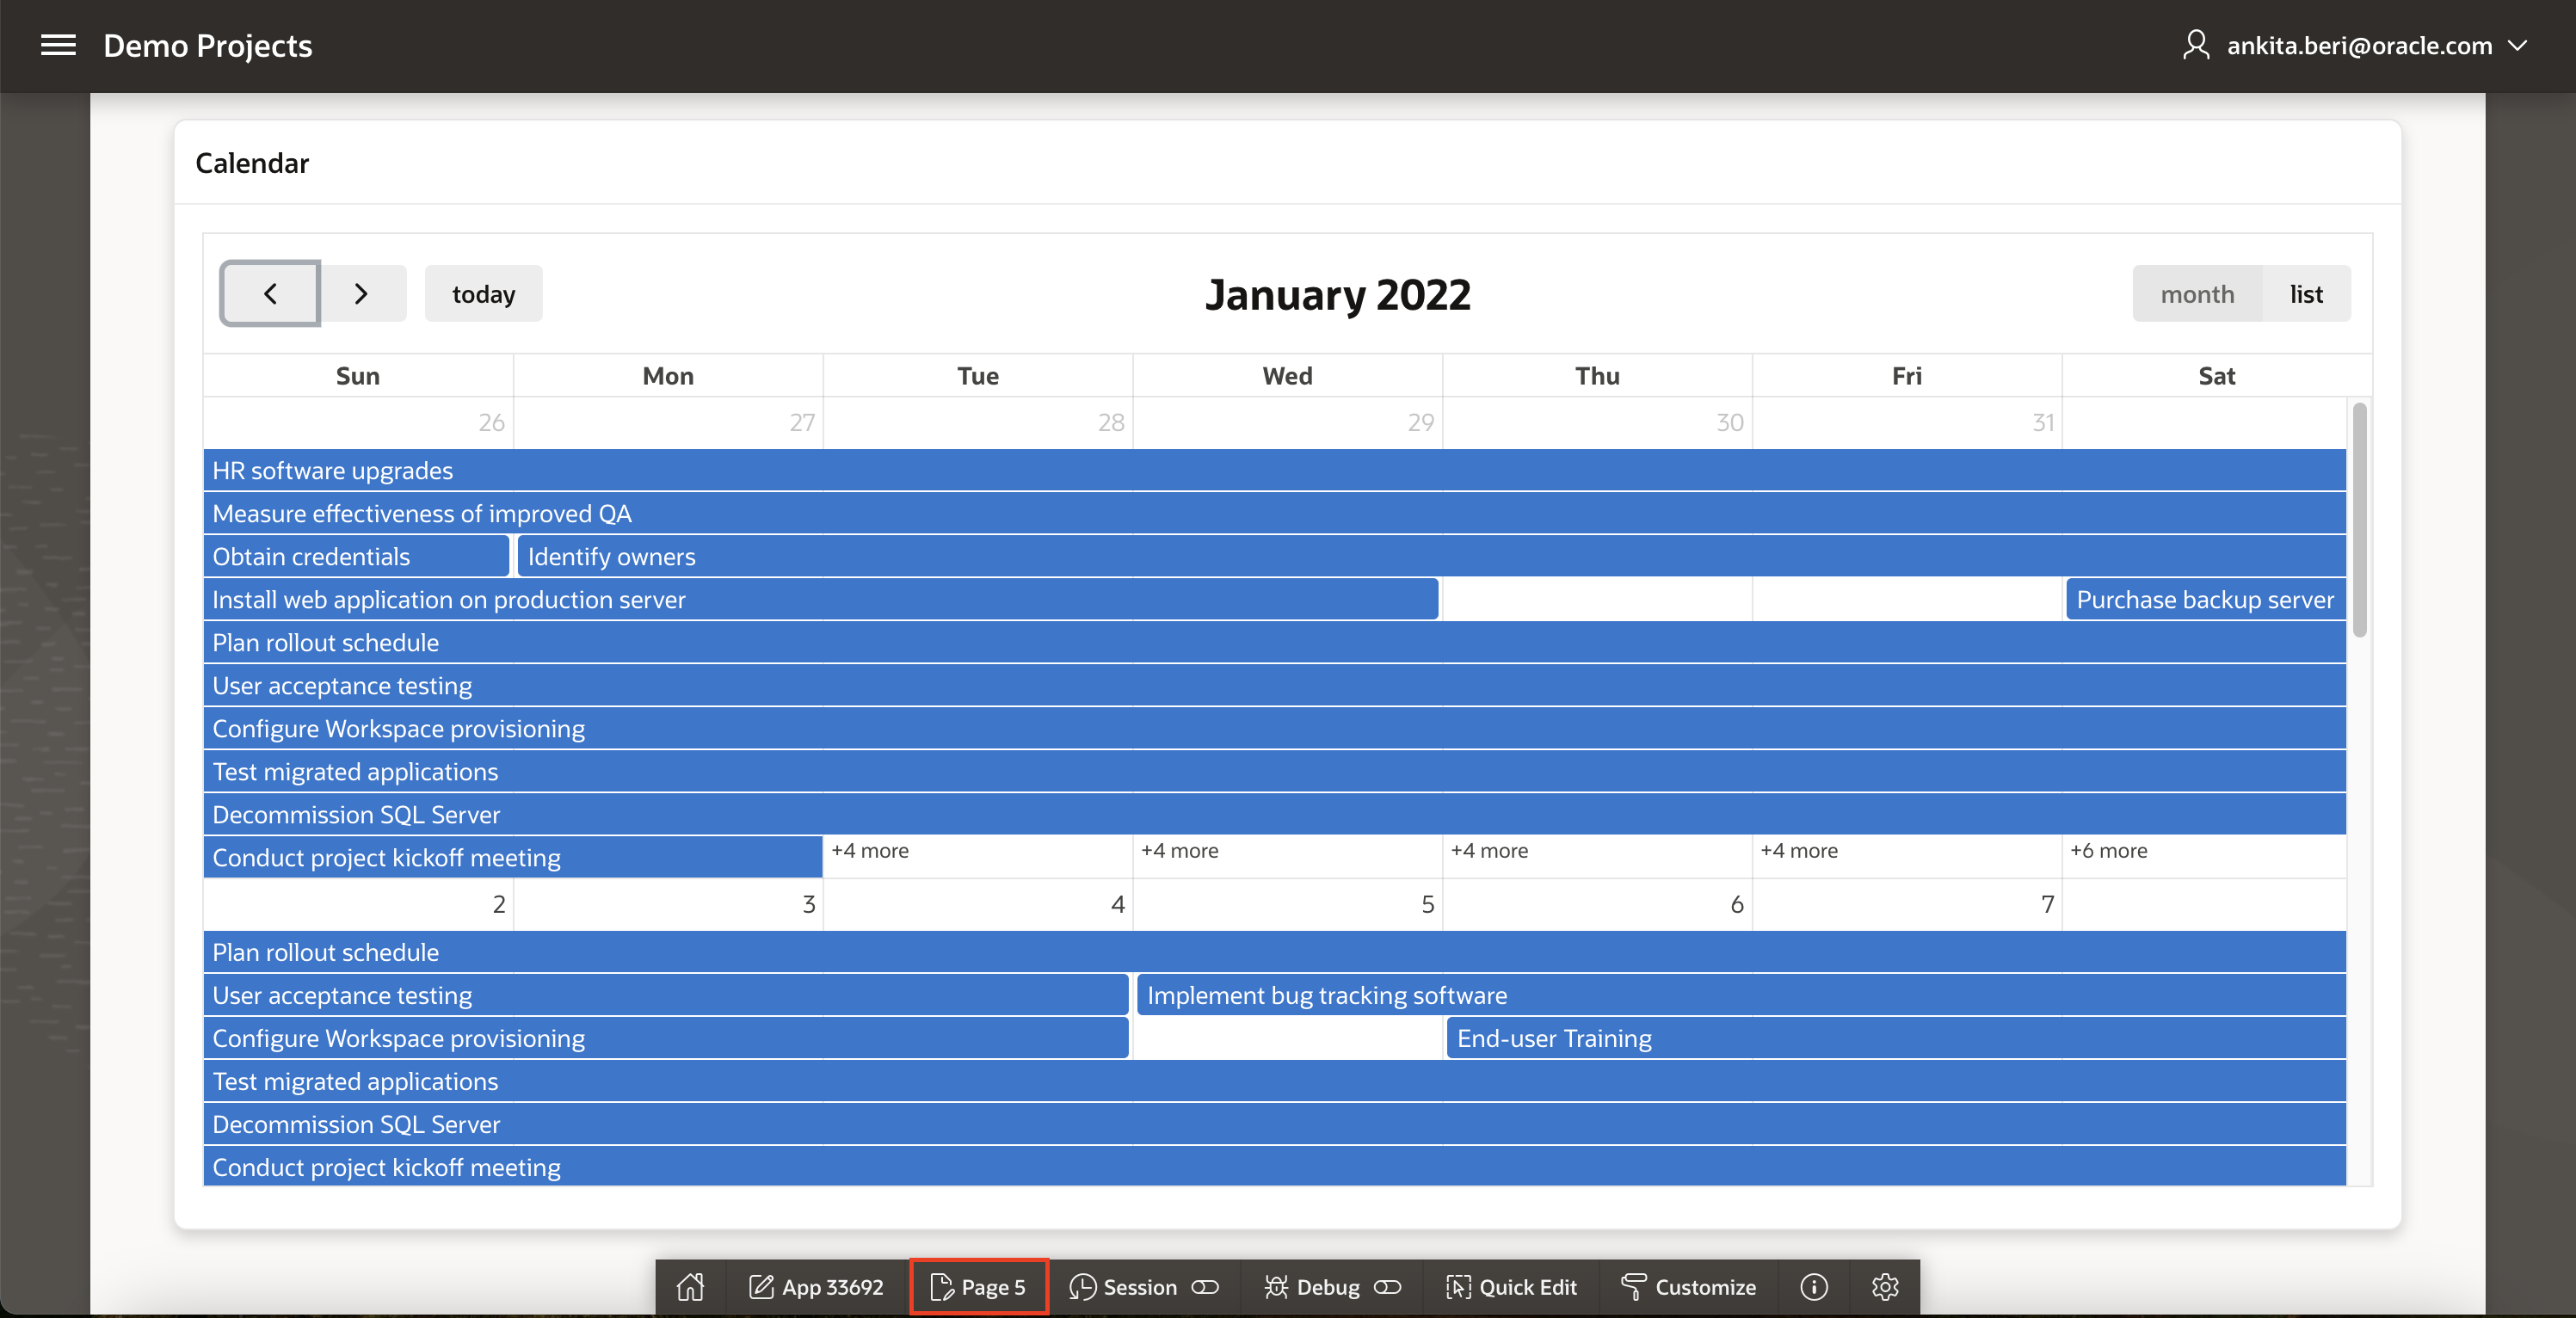 Demo Projects
ankita.beri@oracle.com
Calendar
today
January 2022
month list
Sun Mon Tue Wed Thu Fri Sat
26 27 28 29 30 31
HR software upgrades
Measure effectiveness of improved QA
Obtain credentials Identify owners
Install web application on production server Purchase backup server
Plan rollout schedule
User acceptance testing
Configure Workspace provisioning
Test migrated applications
Decommission SQL Server
Conduct project kickoff meeting +4 more +4 more +4 more +4 more +6 more
2 3 4 5 6 7
Plan rollout schedule
User acceptance testing Implement bug tracking software
Configure Workspace provisioning End-user Training
Test migrated applications
Decommission SQL Server
Conduct project kickoff meeting
App 33692 Page 5 Session Debug Quick Edit Customize